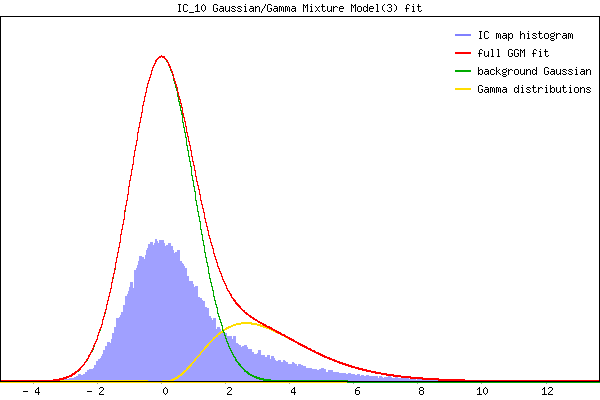 IC_10 Gaussian/Gamma Mixture Model(3) fit
IC map histogram
full GGM fit
background Gaussian
Gamma distributions
-4 -2 0 2 4 6 8 10 12